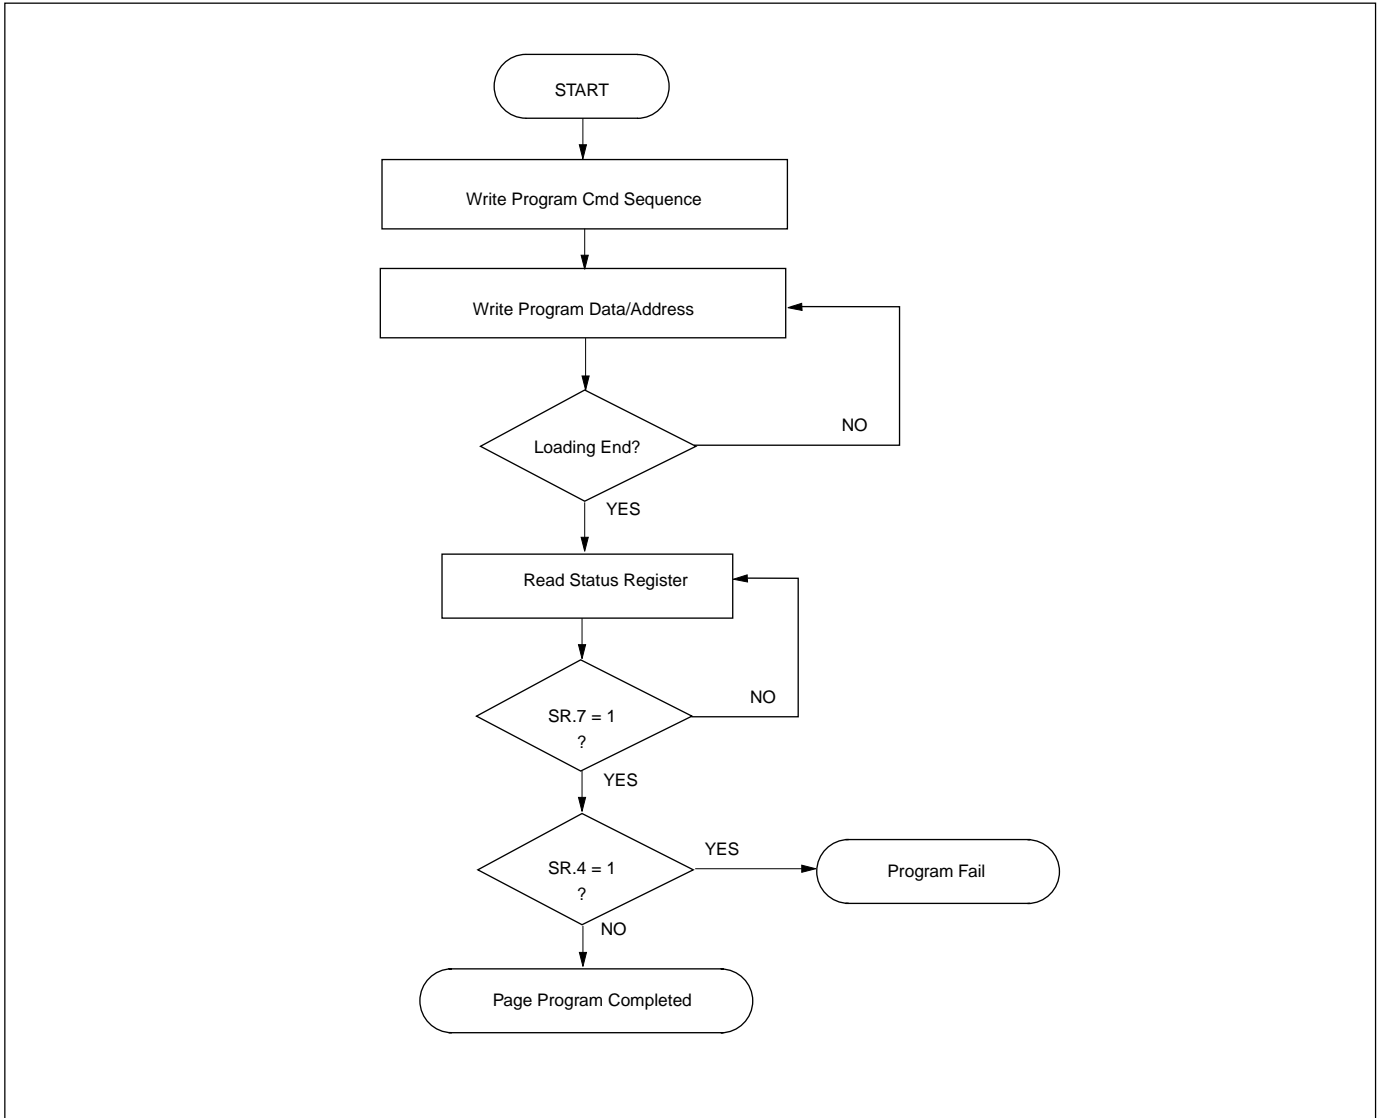 START
Write Program Cmd Sequence
Write Program Data/Address
NO
Loading End?
YES
Read Status Register
NO
SR.7 = 1
?
YES
YES
SR.4 = 1
?
Program Fail
NO
Page Program Completed